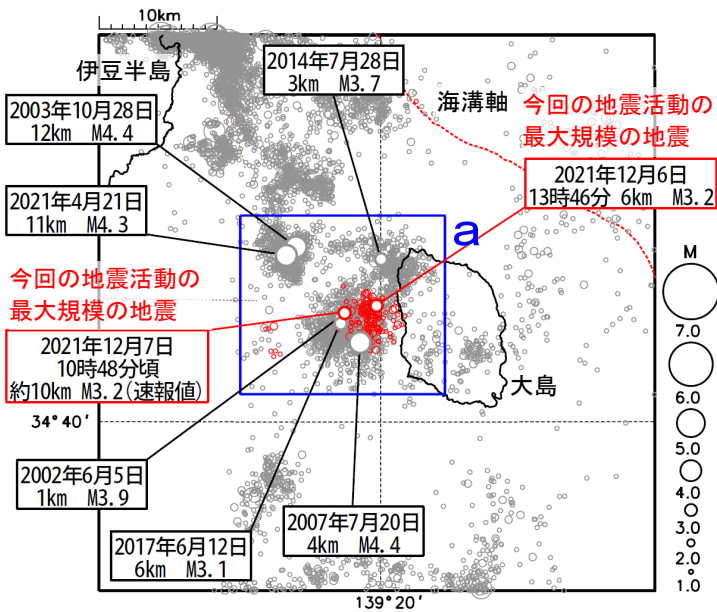 10km
伊豆半島
2014年7月28日
3km M3.7
海溝軸
今回の地震活動の
最大規模の地震
2003年10月28日
12km M4.4
2021年12月6日
13時46分 6km M3.2
2021年4月21日
11km M4.3
a
今回の地震活動の
最大規模の地震
2021年12月7日
10時48分頃
約10km M3.2(速報値)
大島
34°40′
2002年6月5日
1km M3.9
2017年6月12日
6km M3.1
2007年7月20日
4km M4.4
139°20′
M
7.0
6.0
5.0
4.0
3.0
2.0
1.0